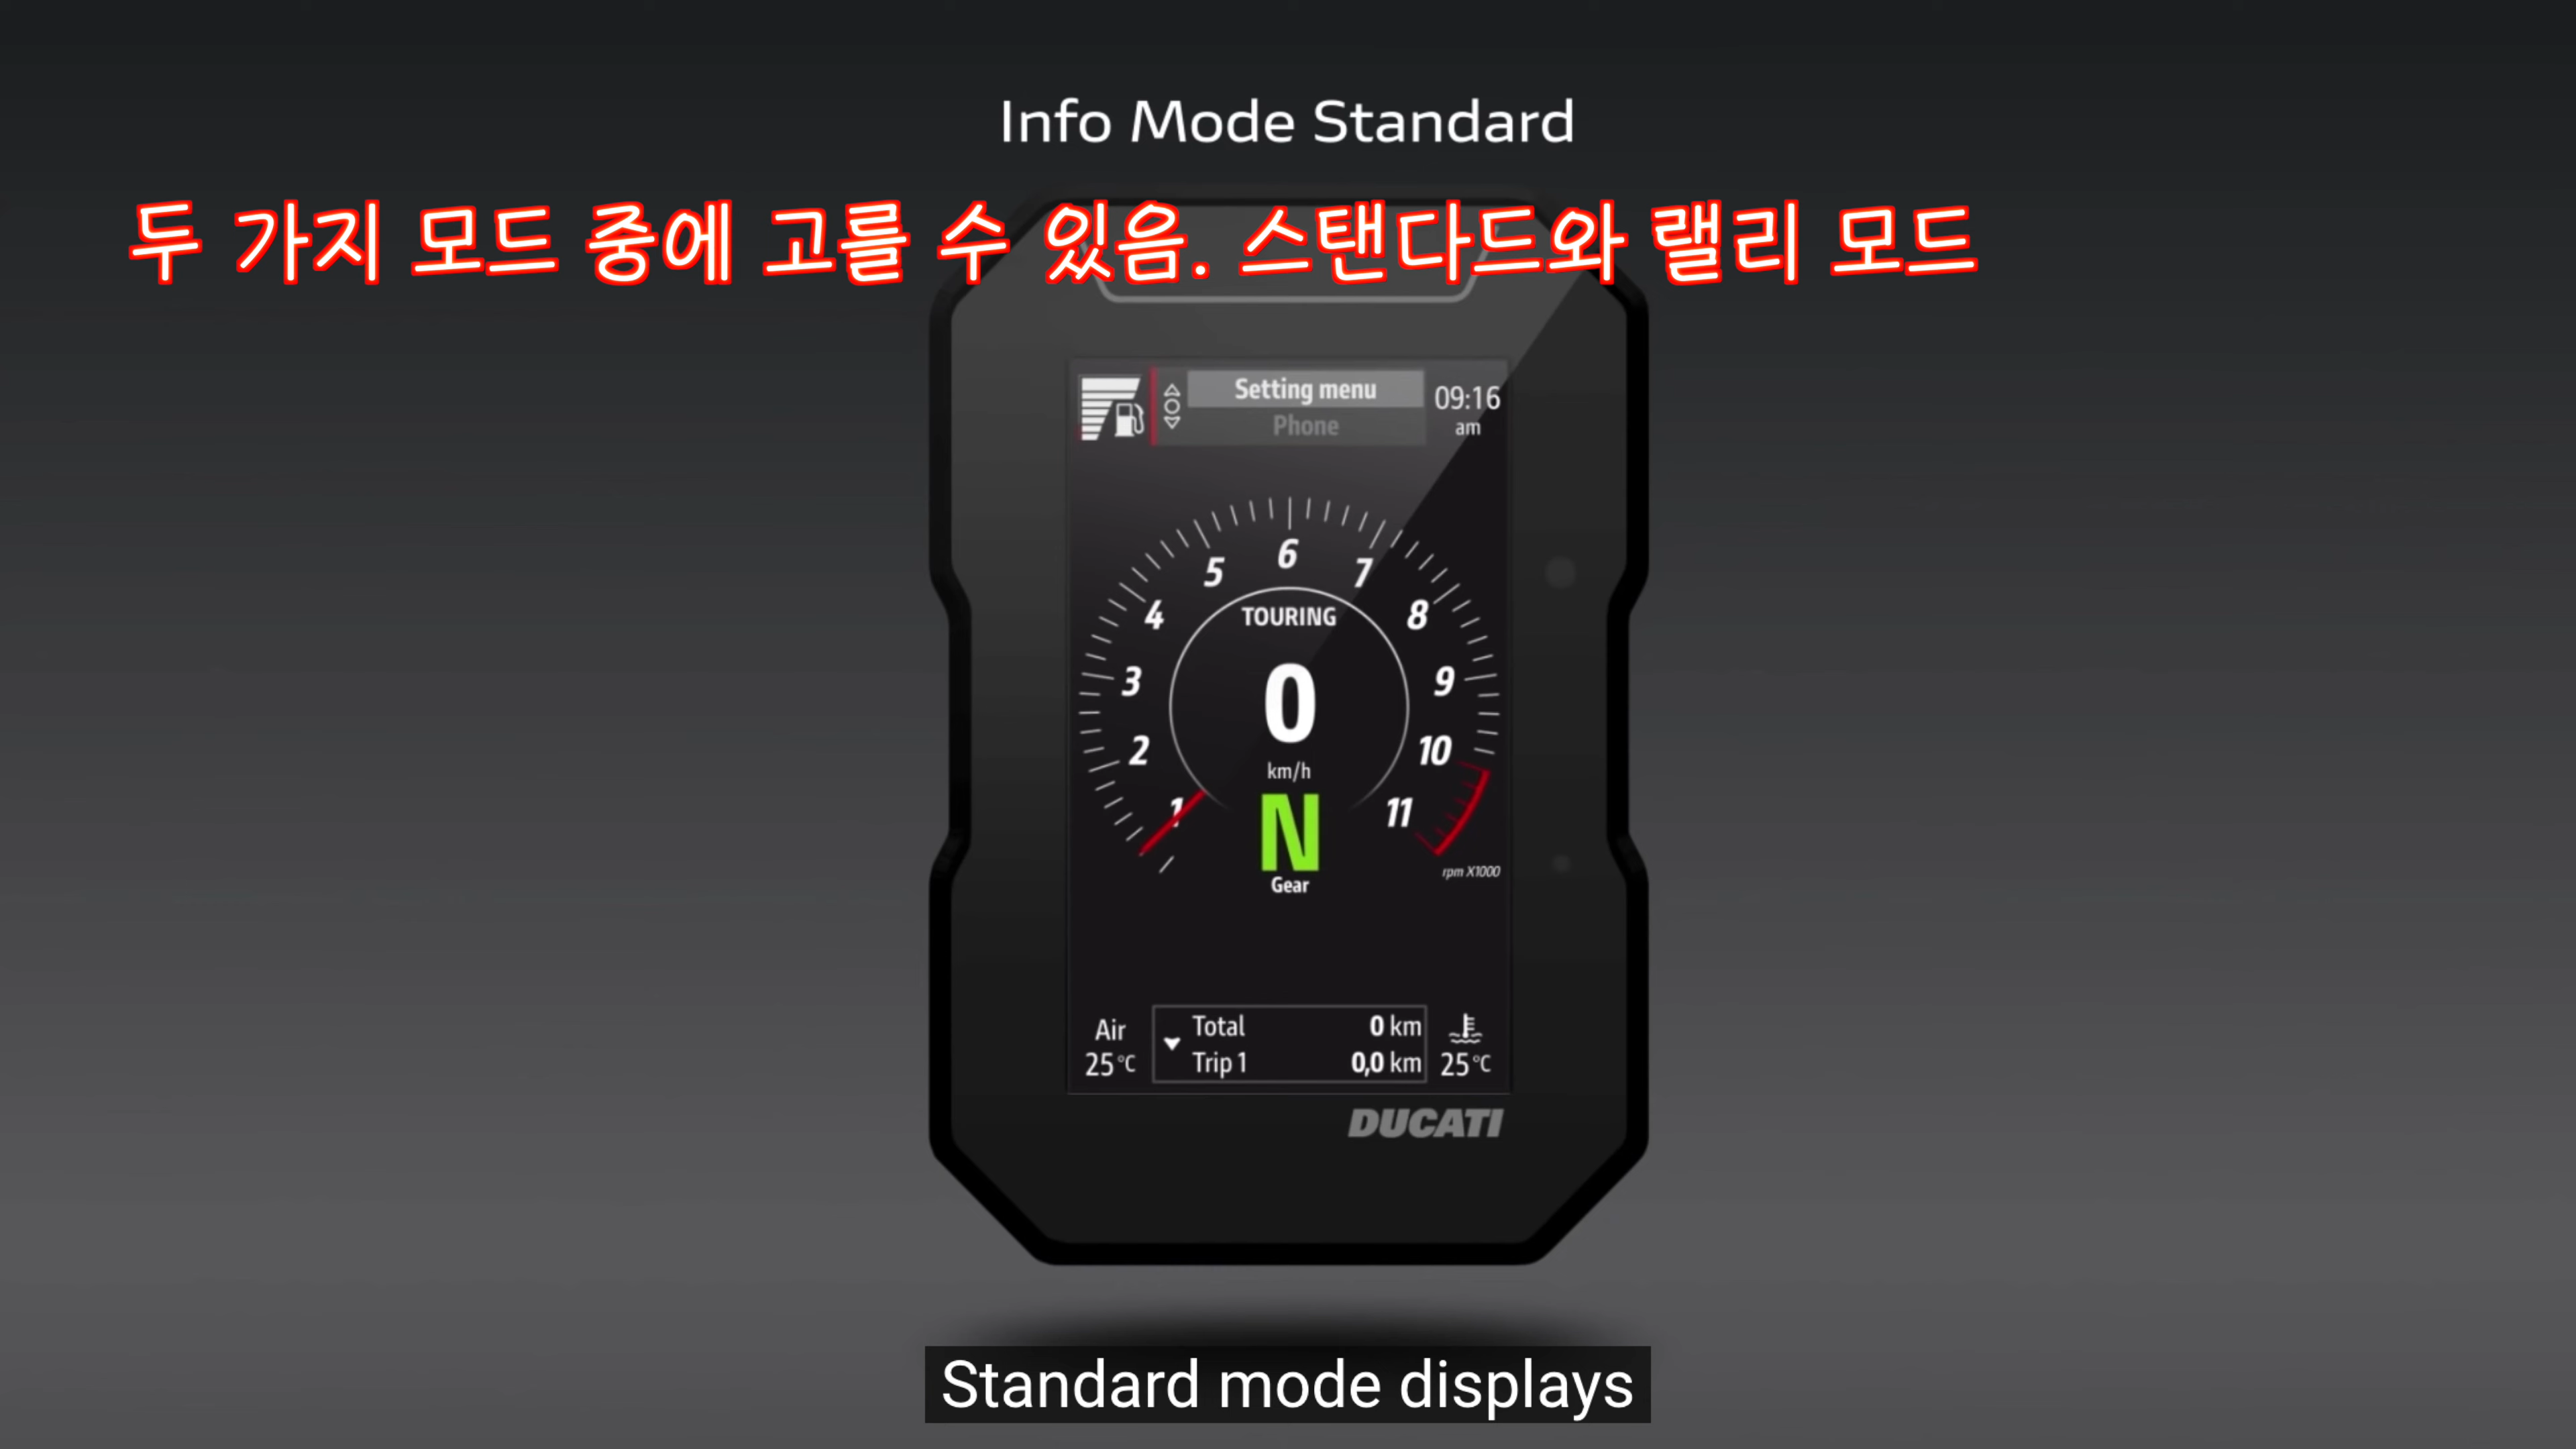 Info Mode Standard
두 가지 모드 중에 고를 수 있음. 스탠다드와 랠리 모드
Setting menu
Phone
09:16
am
6
5
7
4
8
3
9
2
10
1
11
TOURING
0
km/h
N
Gear
rpm X1000
Air
25 °C
Total 0 km
Trip 1 0,0 km
25 °C
DUCATI
Standard mode displays